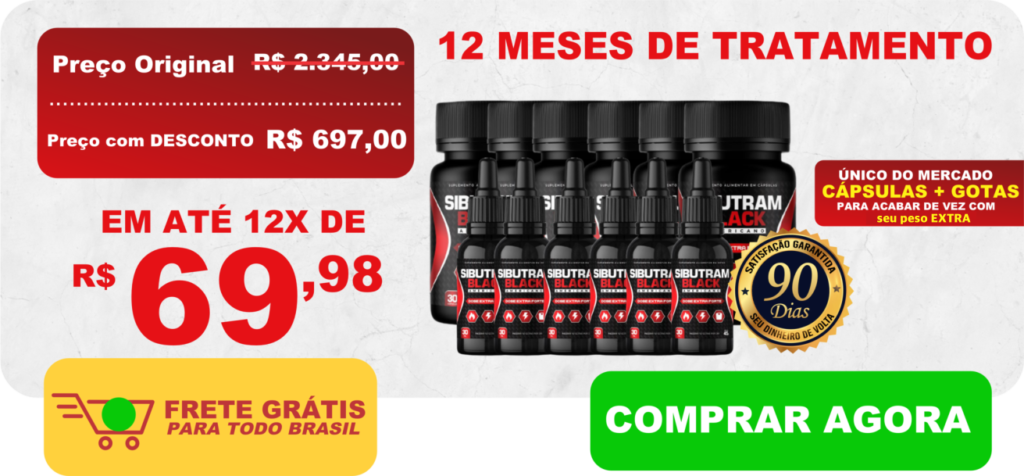 Preço Original R$ 2.345,00
Preço com DESCONTO R$ 697,00
EM ATÉ 12X DE
R$ 69,98
FRETE GRÁTIS
PARA TODO BRASIL
12 MESES DE TRATAMENTO
SIBUTRAM
BLACK
SIBUTRAM
BLACK
ÚNICO DO MERCADO
CÁPSULAS + GOTAS
PARA ACABAR DE VEZ COM
seu peso EXTRA
SATISFAÇÃO GARANTIDA
90
Dias
SEU DINHEIRO DE VOLTA
COMPRAR AGORA